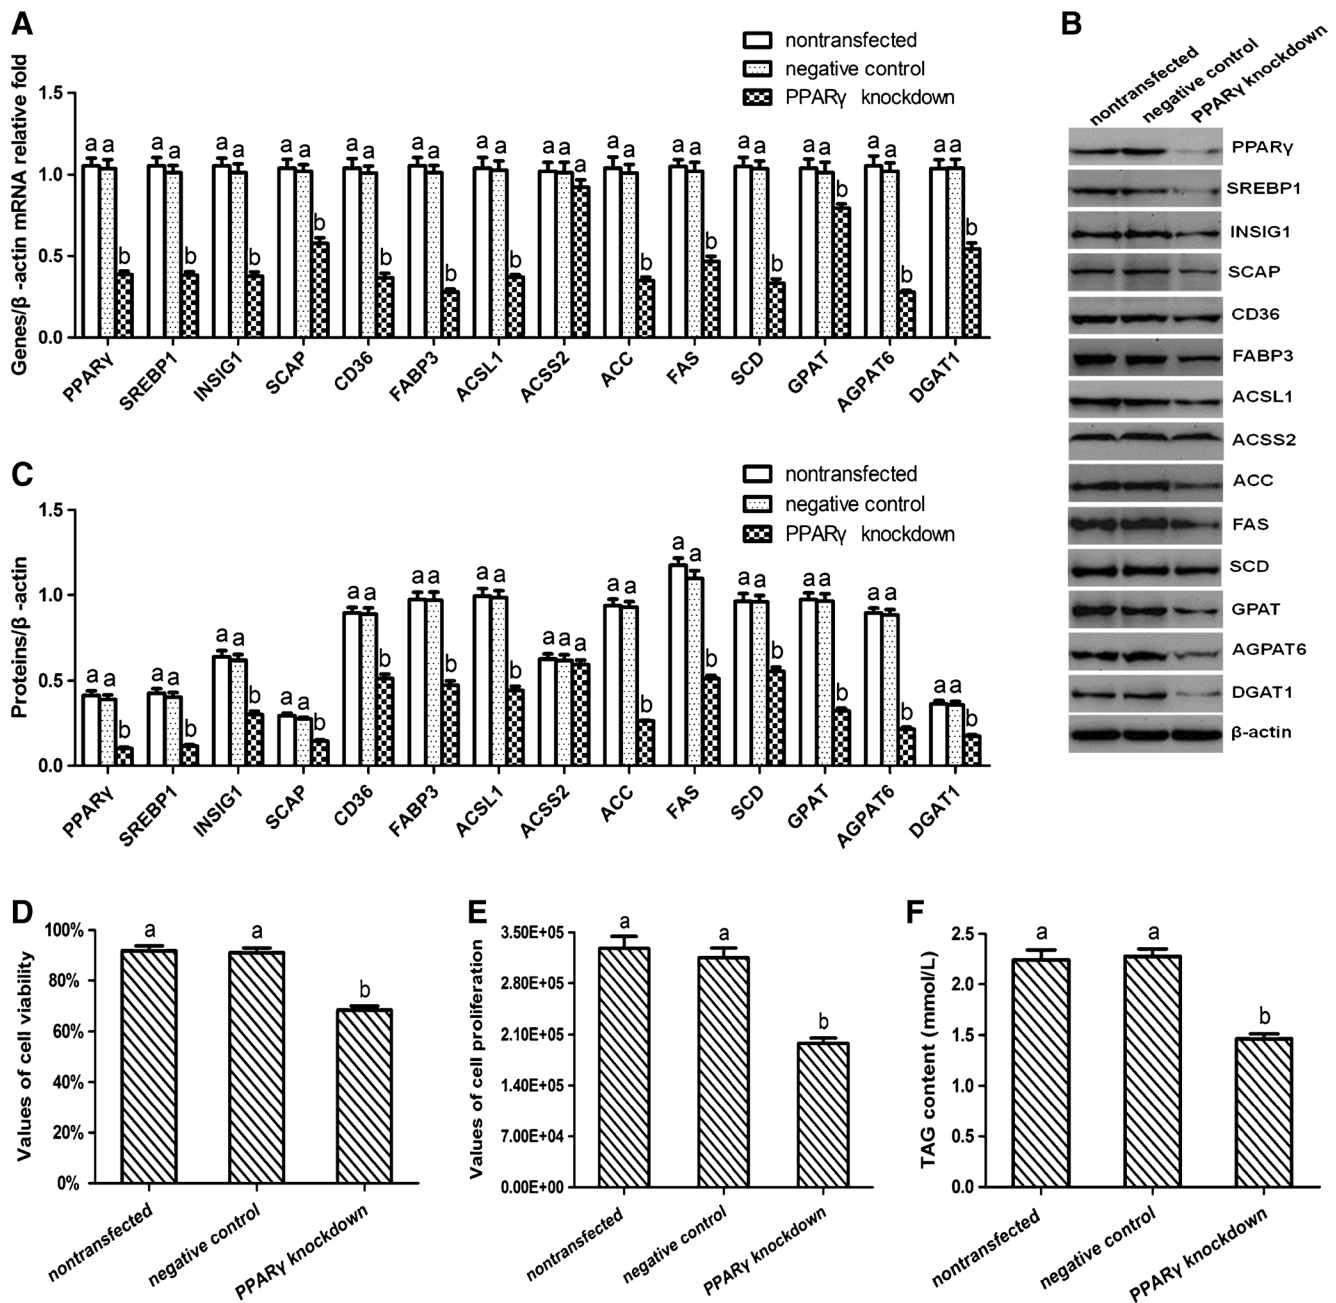 A
nontransfected
negative control
PPARγ knockdown
Genes/β -actin mRNA relative fold
1.5
1.0
0.5
0.0
a a b
a a b
a a b
a a b
a a b
a a b
a a b
a a a
a a b
a a b
a a b
a a b
a a b
a a b
PPARγ
SREBP1
INSIG1
SCAP
CD36
FABP3
ACSL1
ACSS2
ACC
FAS
SCD
GPAT
AGPAT6
DGAT1
B
nontransfected
negative control
PPARγ knockdown
PPARγ
SREBP1
INSIG1
SCAP
CD36
FABP3
ACSL1
ACSS2
ACC
FAS
SCD
GPAT
AGPAT6
DGAT1
β-actin
C
nontransfected
negative control
PPARγ knockdown
Proteins/β -actin
1.5
1.0
0.5
0.0
a a b
a a b
a a b
a a b
a a b
a a b
a a b
a a a
a a b
a a b
a a b
a a b
a a b
a a b
PPARγ
SREBP1
INSIG1
SCAP
CD36
FABP3
ACSL1
ACSS2
ACC
FAS
SCD
GPAT
AGPAT6
DGAT1
D
Values of cell viability
100%
80%
60%
40%
20%
0%
a
a
b
nontransfected
negative control
PPARγ knockdown
E
Values of cell proliferation
3.50E+05
2.80E+05
2.10E+05
1.40E+05
7.00E+04
0.00E+00
a
a
b
nontransfected
negative control
PPARγ knockdown
F
TAG content (mmol/L)
2.5
2.0
1.5
1.0
0.5
0.0
a
a
b
nontransfected
negative control
PPARγ knockdown